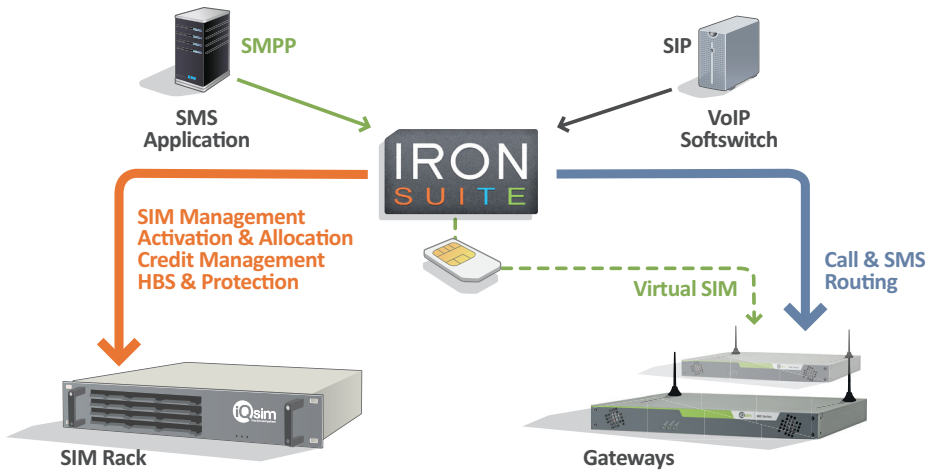 SMPP
SIP
SMS
Application
VoIP
Softswitch
IRON
SUITE
SIM Management
Activation & Allocation
Credit Management
HBS & Protection
Call & SMS
Routing
Virtual SIM
iQsim
SIM Rack
Gateways